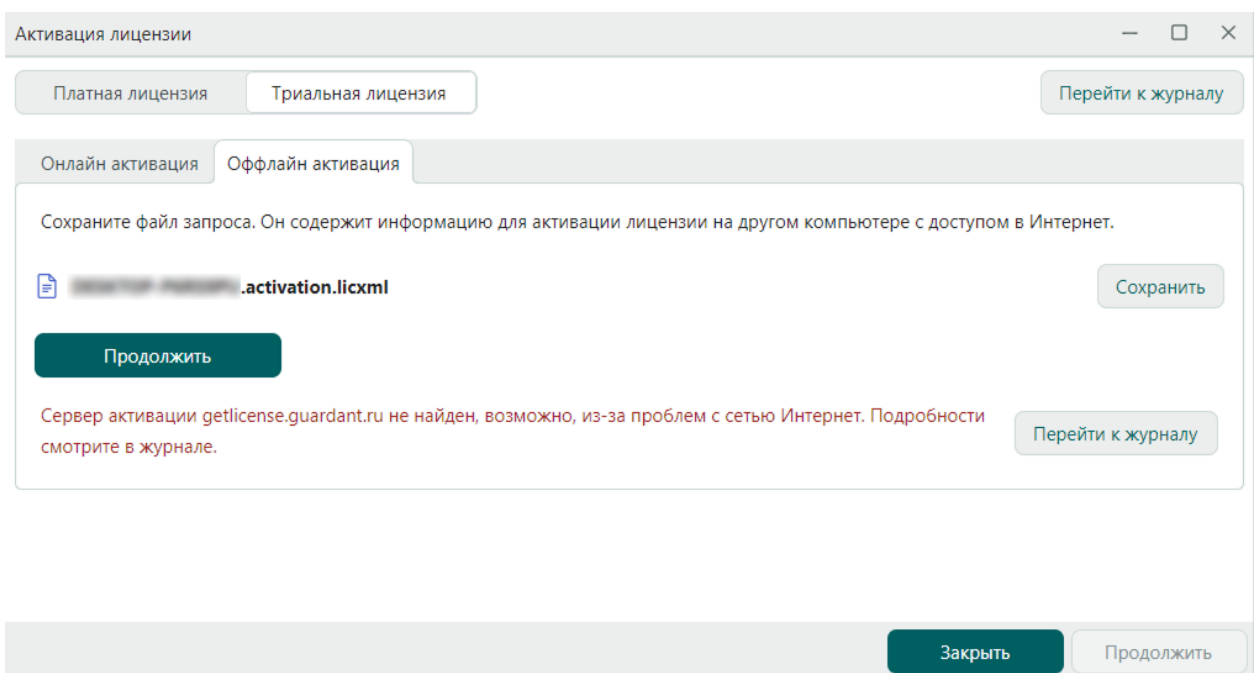 Активация лицензии
Платная лицензия
Триальная лицензия
Перейти к журналу
Онлайн активация
Оффлайн активация
Сохраните файл запроса. Он содержит информацию для активации лицензии на другом компьютере с доступом в Интернет.
.activation.licxml
Сохранить
Продолжить
Сервер активации getlicense.guardant.ru не найден, возможно, из-за проблем с сетью Интернет. Подробности
смотрите в журнале.
Перейти к журналу
Закрыть
Продолжить